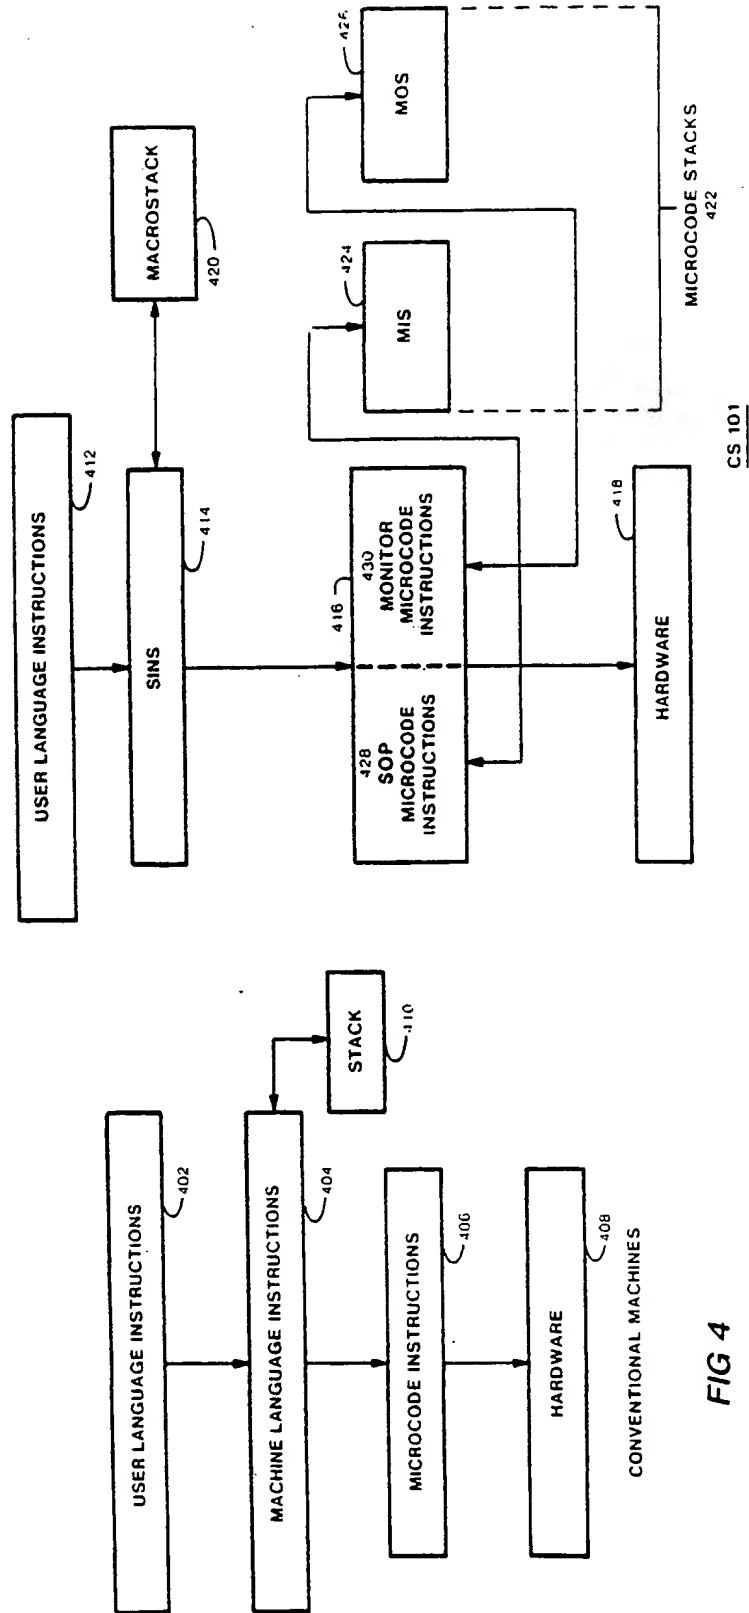 USER LANGUAGE INSTRUCTIONS
402
MACHINE LANGUAGE INSTRUCTIONS
404
STACK
410
MICROCODE INSTRUCTIONS
406
HARDWARE
408
CONVENTIONAL MACHINES
USER LANGUAGE INSTRUCTIONS
412
SINS
414
MACROSTACK
420
416
428
SOP
MICROCODE
INSTRUCTIONS
430
MONITOR
MICROCODE
INSTRUCTIONS
MIS
424
MOS
426
MICROCODE STACKS
422
HARDWARE
418
CS 101
FIG 4